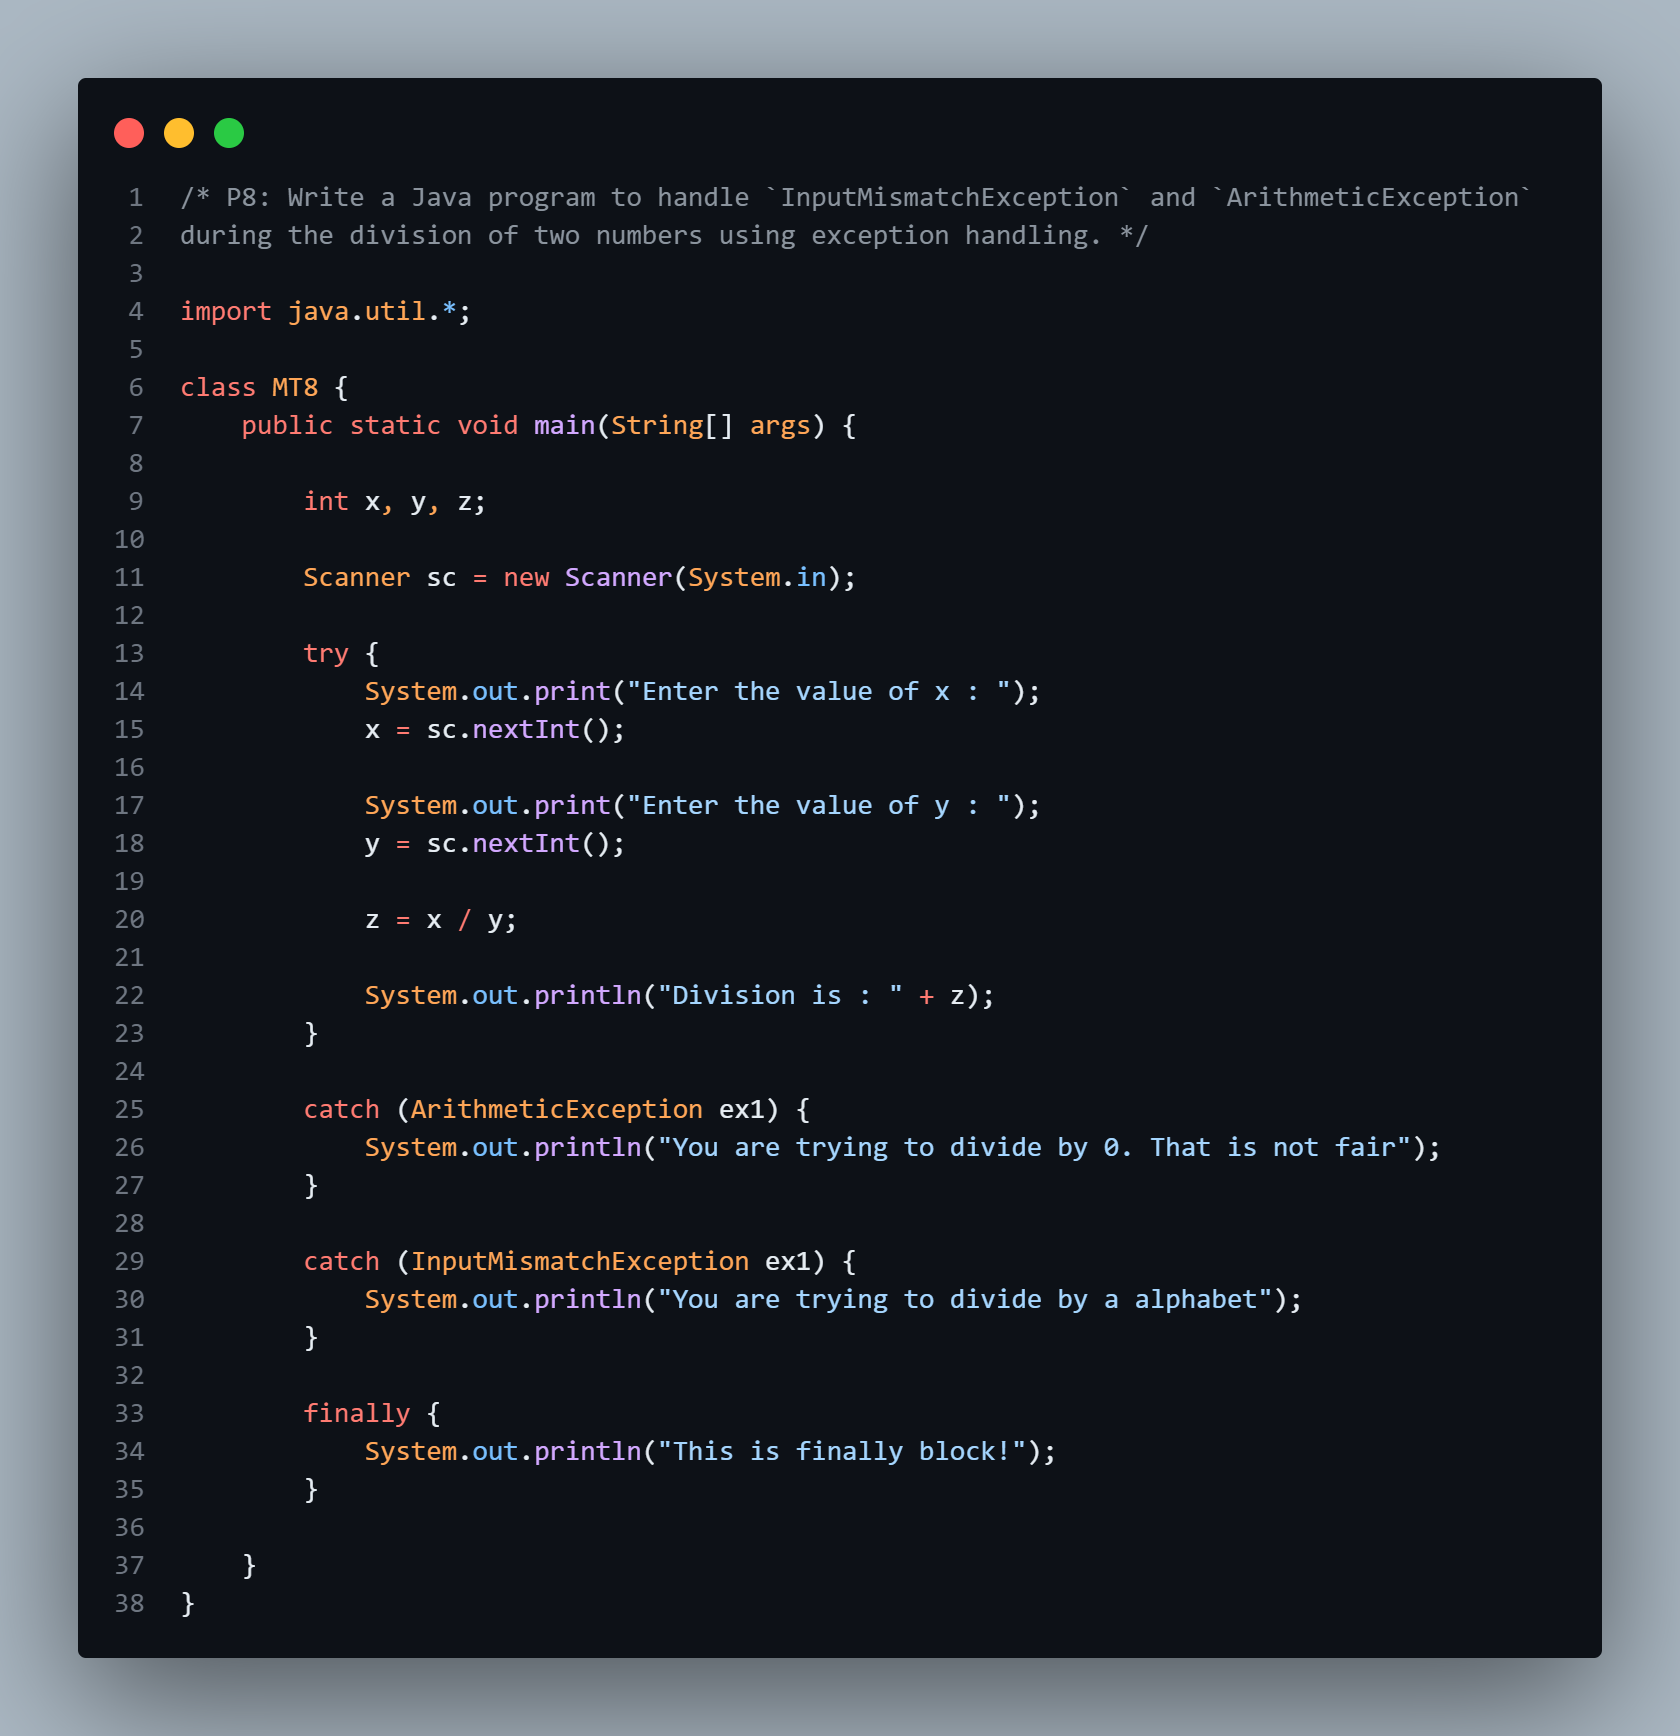 1 /* P8: Write a Java program to handle `InputMismatchException` and `ArithmeticException`
2 during the division of two numbers using exception handling. */
3
4 import java.util.*;
5
6 class MT8 {
7     public static void main(String[] args) {
8
9         int x, y, z;
10
11         Scanner sc = new Scanner(System.in);
12
13         try {
14             System.out.print("Enter the value of x : ");
15             x = sc.nextInt();
16
17             System.out.print("Enter the value of y : ");
18             y = sc.nextInt();
19
20             z = x / y;
21
22             System.out.println("Division is : " + z);
23         }
24
25         catch (ArithmeticException ex1) {
26             System.out.println("You are trying to divide by 0. That is not fair");
27         }
28
29         catch (InputMismatchException ex1) {
30             System.out.println("You are trying to divide by a alphabet");
31         }
32
33         finally {
34             System.out.println("This is finally block!");
35         }
36
37     }
38 }